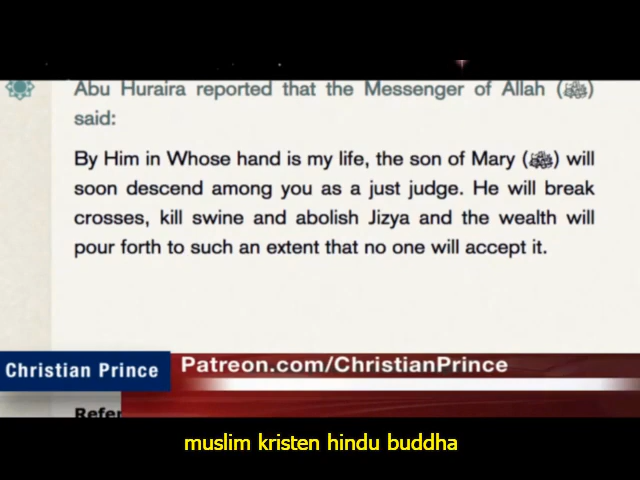 Abu Huraira reported that the Messenger of Allah (ﷺ)
said:
By Him in Whose hand is my life, the son of Mary (ﷺ) will
soon descend among you as a just judge. He will break
crosses, kill swine and abolish Jizya and the wealth will
pour forth to such an extent that no one will accept it.
Christian Prince
Patreon.com/ChristianPrince
Refer
muslim kristen hindu buddha